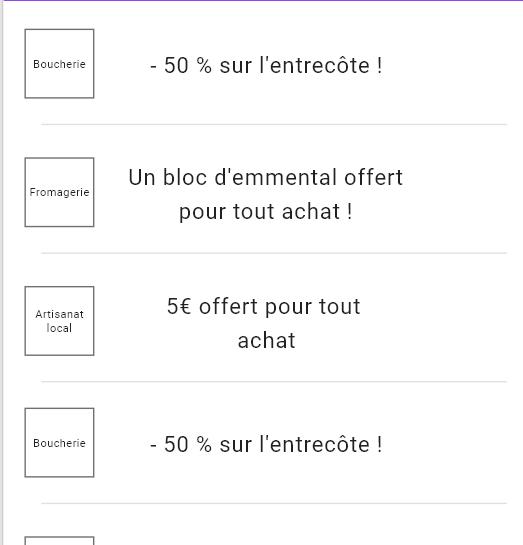 Boucherie
- 50 % sur l'entrecôte !
Fromagerie
Un bloc d'emmental offert
pour tout achat !
Artisanat
local
5€ offert pour tout
achat
Boucherie
- 50 % sur l'entrecôte !